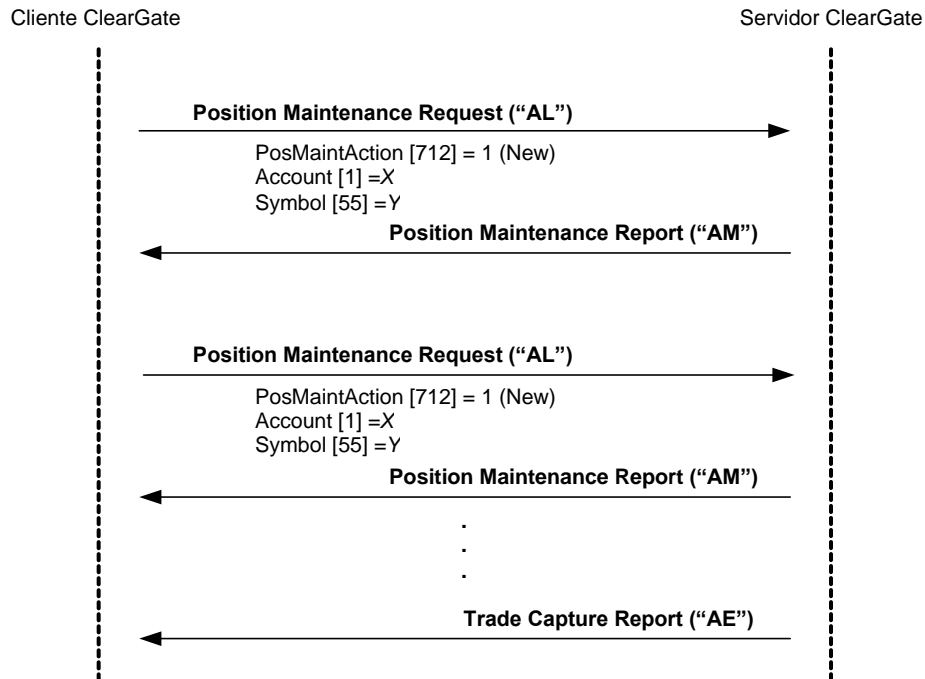 Cliente ClearGate
Servidor ClearGate
Position Maintenance Request (“AL”)
PosMaintAction [712] = 1 (New)
Account [1] =X
Symbol [55] =Y
Position Maintenance Report (“AM”)
Position Maintenance Request (“AL”)
PosMaintAction [712] = 1 (New)
Account [1] =X
Symbol [55] =Y
Position Maintenance Report (“AM”)
.
.
.
Trade Capture Report (“AE”)